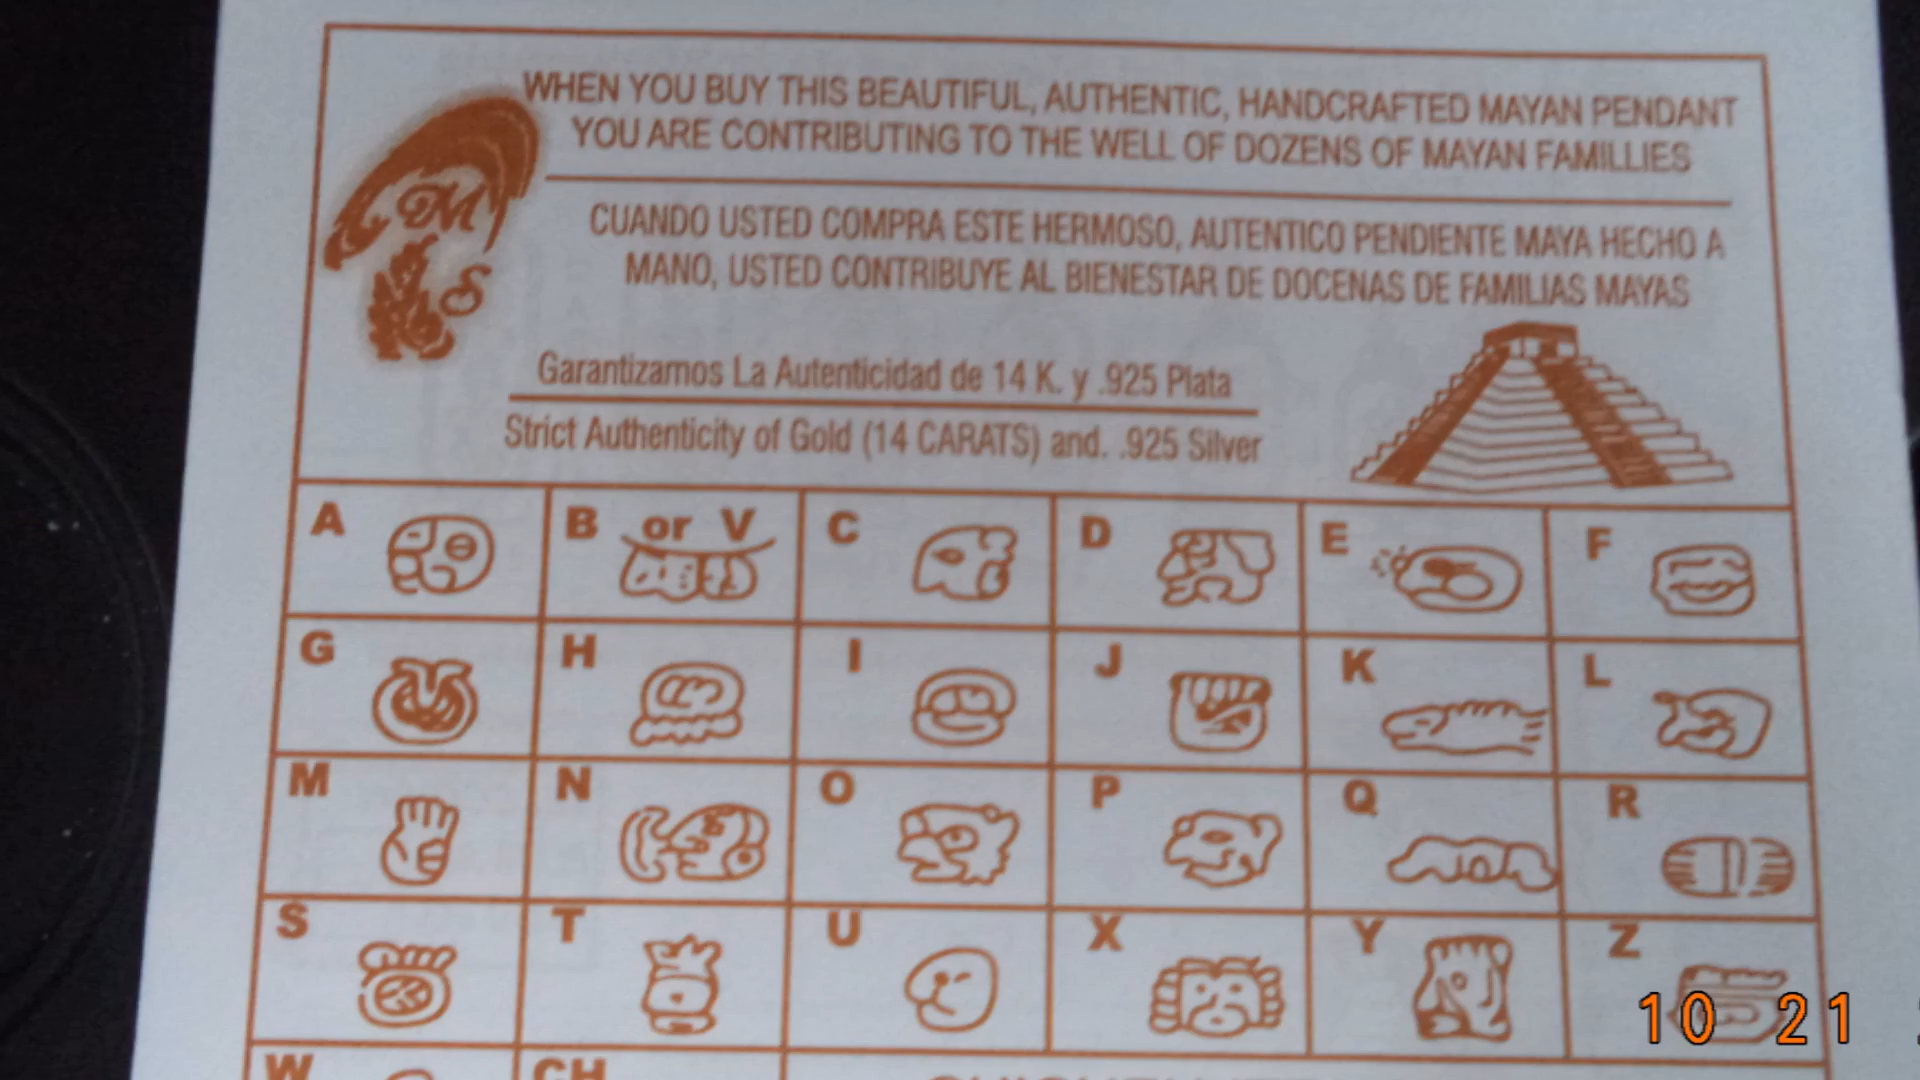 WHEN YOU BUY THIS BEAUTIFUL, AUTHENTIC, HANDCRAFTED MAYAN PENDANT
YOU ARE CONTRIBUTING TO THE WELL OF DOZENS OF MAYAN FAMILLIES
CUANDO USTED COMPRA ESTE HERMOSO, AUTENTICO PENDIENTE MAYA HECHO A
MANO, USTED CONTRIBUYE AL BIENESTAR DE DOCENAS DE FAMILIAS MAYAS
M
S
Garantizamos La Autenticidad de 14 K. y .925 Plata
Strict Authenticity of Gold (14 CARATS) and. .925 Silver
A B or V C D E F
G H I J K L
M N O P Q R
S T U X Y Z
W CH
10 21